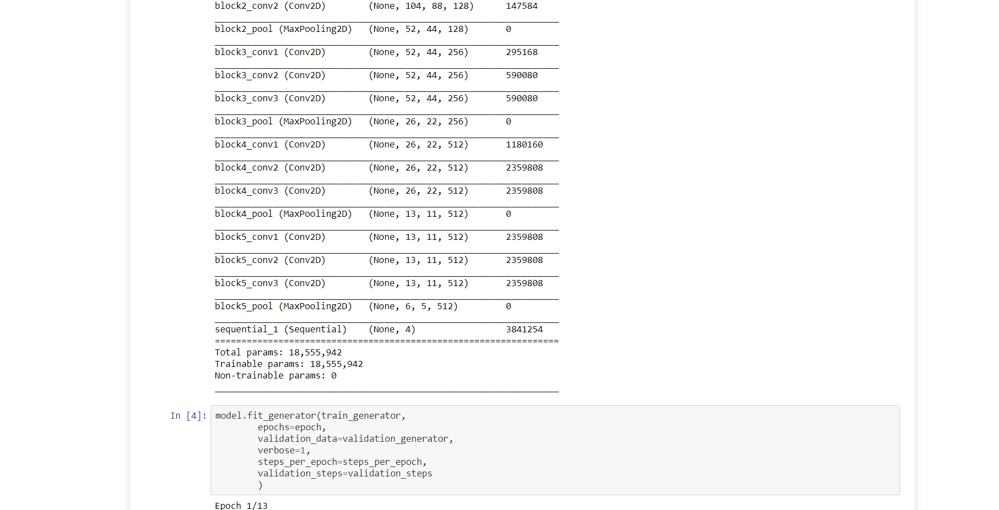 block2_conv2 (Conv2D)        (None, 104, 88, 128)      147584
_________________________________________________________________
block2_pool (MaxPooling2D)   (None, 52, 44, 128)       0
_________________________________________________________________
block3_conv1 (Conv2D)        (None, 52, 44, 256)       295168
_________________________________________________________________
block3_conv2 (Conv2D)        (None, 52, 44, 256)       590080
_________________________________________________________________
block3_conv3 (Conv2D)        (None, 52, 44, 256)       590080
_________________________________________________________________
block3_pool (MaxPooling2D)   (None, 26, 22, 256)       0
_________________________________________________________________
block4_conv1 (Conv2D)        (None, 26, 22, 512)       1180160
_________________________________________________________________
block4_conv2 (Conv2D)        (None, 26, 22, 512)       2359808
_________________________________________________________________
block4_conv3 (Conv2D)        (None, 26, 22, 512)       2359808
_________________________________________________________________
block4_pool (MaxPooling2D)   (None, 13, 11, 512)       0
_________________________________________________________________
block5_conv1 (Conv2D)        (None, 13, 11, 512)       2359808
_________________________________________________________________
block5_conv2 (Conv2D)        (None, 13, 11, 512)       2359808
_________________________________________________________________
block5_conv3 (Conv2D)        (None, 13, 11, 512)       2359808
_________________________________________________________________
block5_pool (MaxPooling2D)   (None, 6, 5, 512)         0
_________________________________________________________________
sequential_1 (Sequential)    (None, 4)                 3841254
=================================================================
Total params: 18,555,942
Trainable params: 18,555,942
Non-trainable params: 0
_________________________________________________________________
In [4]: model.fit_generator(train_generator,
        epochs=epoch,
        validation_data=validation_generator,
        verbose=1,
        steps_per_epoch=steps_per_epoch,
        validation_steps=validation_steps
        )
Epoch 1/13